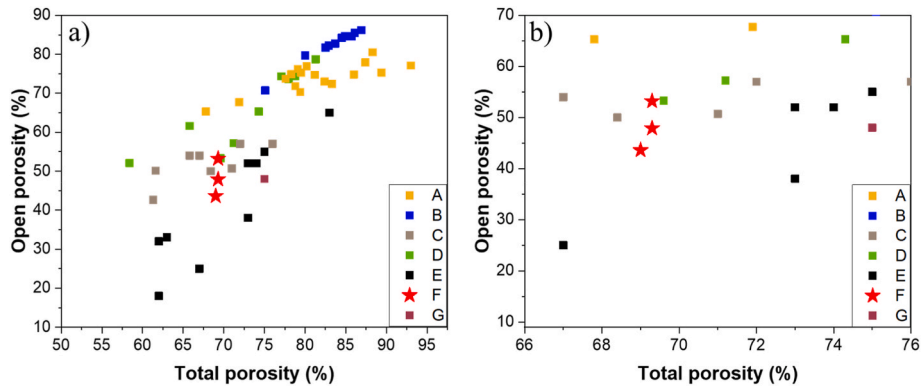 a)
Open porosity (%)
90
80
70
60
50
40
30
20
10
A
B
C
D
E
F
G
50 55 60 65 70 75 80 85 90 95
Total porosity (%)
b)
Open porosity (%)
70
60
50
40
30
20
10
A
B
C
D
E
F
G
66 68 70 72 74 76
Total porosity (%)